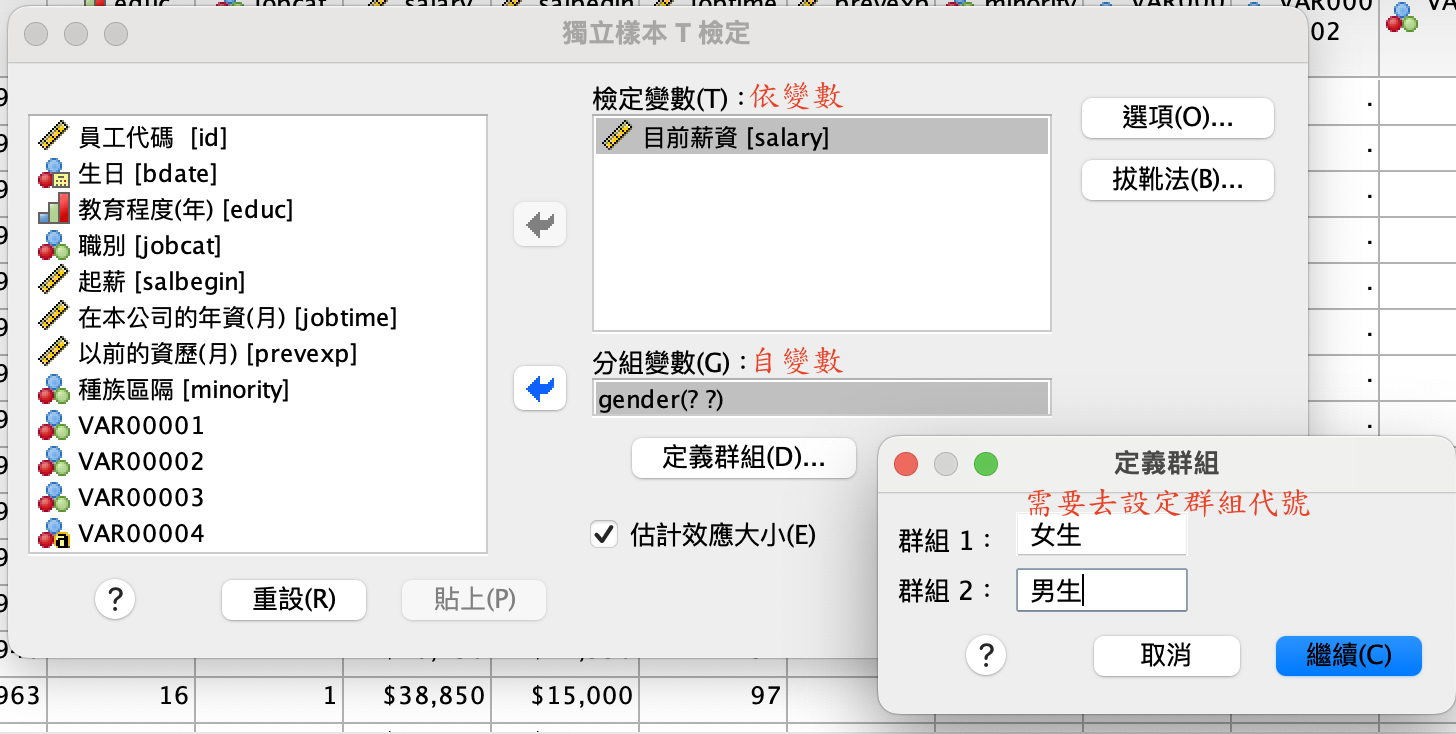 educ jobcat salary salbegin jobtime prevexp minority VAR000
02
獨立樣本 T 檢定
員工代碼 [id]
生日 [bdate]
教育程度(年) [educ]
職別 [jobcat]
起薪 [salbegin]
在本公司的年資(月) [jobtime]
以前的資歷(月) [prevexp]
種族區隔 [minority]
VAR00001
VAR00002
VAR00003
VAR00004
檢定變數(T)：依變數
目前薪資 [salary]
分組變數(G)：自變數
gender(? ?)
定義群組(D)...
估計效應大小(E)
選項(O)...
拔靴法(B)...
?
重設(R)
貼上(P)
定義群組
需要去設定群組代號
群組 1： 女生
群組 2： 男生
?
取消
繼續(C)
963 16 1 $38,850 $15,000 97